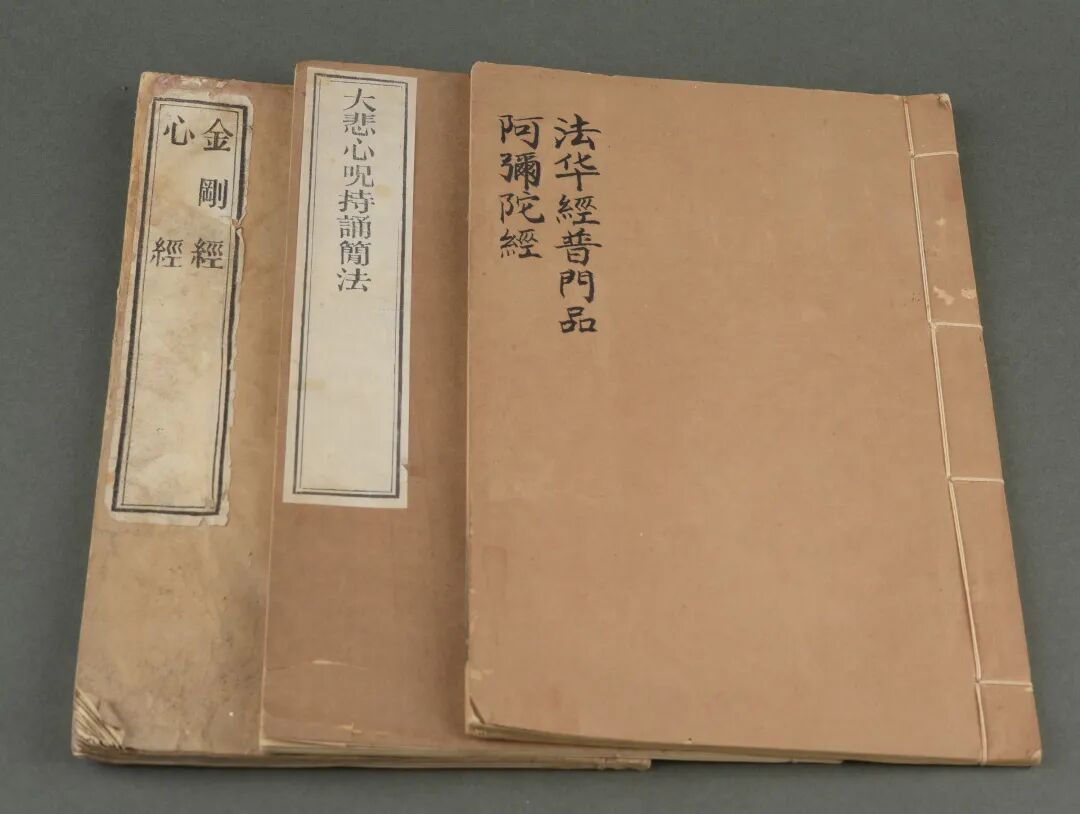 金剛經
心經
大悲心呪持誦簡法
法华經普門品
阿彌陀經